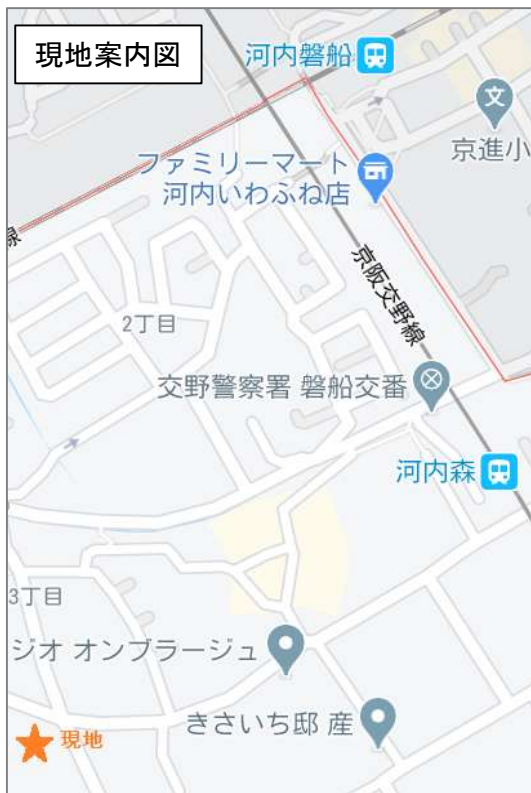 現地案内図
河内磐船
京進小
ファミリーマート
河内いわふね店
線
京阪交野線
2丁目
交野警察署 磐船交番
河内森
3丁目
ジオ オンブラージュ
きさいち邸 産
現地